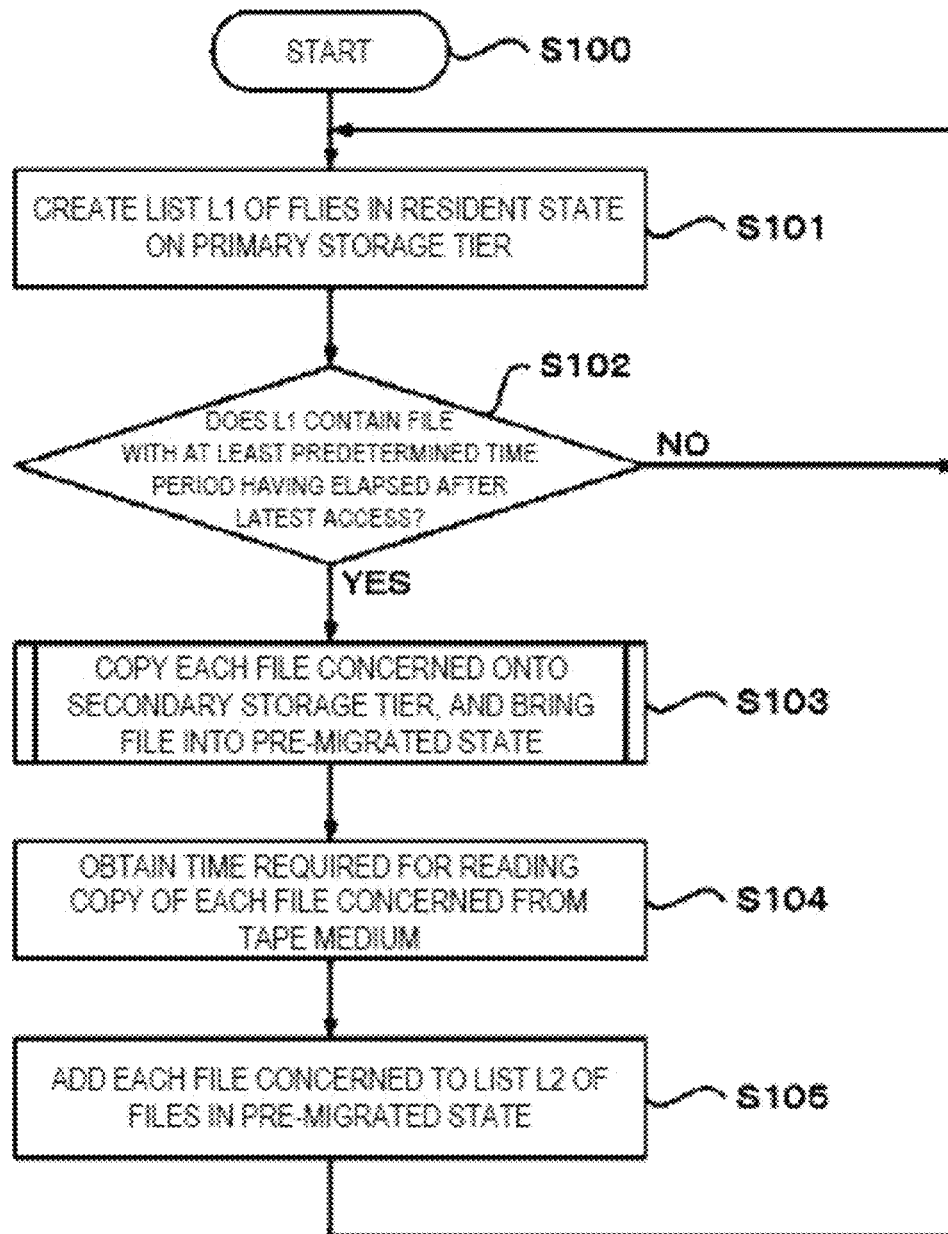 START
S100
CREATE LIST L1 OF FLIES IN RESIDENT STATE
ON PRIMARY STORAGE TIER
S101
S102
DOES L1 CONTAIN FILE
WITH AT LEAST PREDETERMINED TIME
PERIOD HAVING ELAPSED AFTER
LATEST ACCESS?
NO
YES
COPY EACH FILE CONCERNED ONTO
SECONDARY STORAGE TIER, AND BRING
FILE INTO PRE-MIGRATED STATE
S103
OBTAIN TIME REQUIRED FOR READING
COPY OF EACH FILE CONCERNED FROM
TAPE MEDIUM
S104
ADD EACH FILE CONCERNED TO LIST L2 OF
FILES IN PRE-MIGRATED STATE
S105